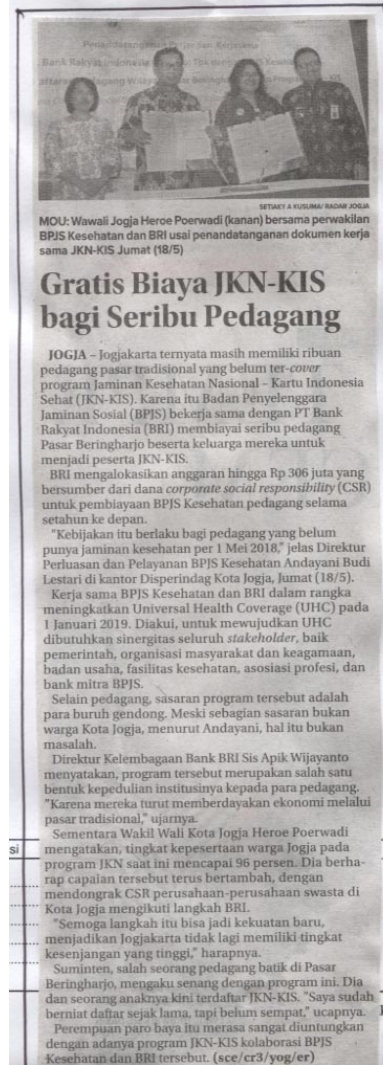 Penandatanganan Perjanjian Kerjasama
Bank Rakyat Indonesia
SETIAKY A KUSUMA/ RADAR JOGJA
MOU: Wawali Jogja Heroe Poerwadi (kanan) bersama perwakilan
BPJS Kesehatan dan BRI usai penandatanganan dokumen kerja
sama JKN-KIS Jumat (18/5)
Gratis Biaya JKN-KIS
bagi Seribu Pedagang
JOGJA – Jogjakarta ternyata masih memiliki ribuan
pedagang pasar tradisional yang belum ter-cover
program Jaminan Kesehatan Nasional – Kartu Indonesia
Sehat (JKN-KIS). Karena itu Badan Penyelenggara
Jaminan Sosial (BPJS) bekerja sama dengan PT Bank
Rakyat Indonesia (BRI) membiayai seribu pedagang
Pasar Beringharjo beserta keluarga mereka untuk
menjadi peserta JKN-KIS.
BRI mengalokasikan anggaran hingga Rp 306 juta yang
bersumber dari dana corporate social responsibility (CSR)
untuk pembiayaan BPJS Kesehatan pedagang selama
setahun ke depan.
"Kebijakan itu berlaku bagi pedagang yang belum
punya jaminan kesehatan per 1 Mei 2018," jelas Direktur
Perluasan dan Pelayanan BPJS Kesehatan Andayani Budi
Lestari di kantor Disperindag Kota Jogja, Jumat (18/5).
Kerja sama BPJS Kesehatan dan BRI dalam rangka
meningkatkan Universal Health Coverage (UHC) pada
1 Januari 2019. Diakui, untuk mewujudkan UHC
dibutuhkan sinergitas seluruh stakeholder, baik
pemerintah, organisasi masyarakat dan keagamaan,
badan usaha, fasilitas kesehatan, asosiasi profesi, dan
bank mitra BPJS.
Selain pedagang, sasaran program tersebut adalah
para buruh gendong. Meski sebagian sasaran bukan
warga Kota Jogja, menurut Andayani, hal itu bukan
masalah.
Direktur Kelembagaan Bank BRI Sis Apik Wijayanto
menyatakan, program tersebut merupakan salah satu
bentuk kepedulian institusinya kepada para pedagang.
"Karena mereka turut memberdayakan ekonomi melalui
pasar tradisional," ujarnya.
Sementara Wakil Wali Kota Jogja Heroe Poerwadi
mengatakan, tingkat kepesertaan warga Jogja pada
program JKN saat ini mencapai 96 persen. Dia berha-
rap capaian tersebut terus bertambah, dengan
mendongrak CSR perusahaan-perusahaan swasta di
Kota Jogja mengikuti langkah BRI.
"Semoga langkah itu bisa jadi kekuatan baru,
menjadikan Jogjakarta tidak lagi memiliki tingkat
kesenjangan yang tinggi," harapnya.
Suminten, salah seorang pedagang batik di Pasar
Beringharjo, mengaku senang dengan program ini. Dia
dan seorang anaknya kini terdaftar JKN-KIS. "Saya sudah
berniat daftar sejak lama, tapi belum sempat," ucapnya.
Perempuan paro baya itu merasa sangat diuntungkan
dengan adanya program JKN-KIS kolaborasi BPJS
Kesehatan dan BRI tersebut. (sce/cr3/yog/er)
si